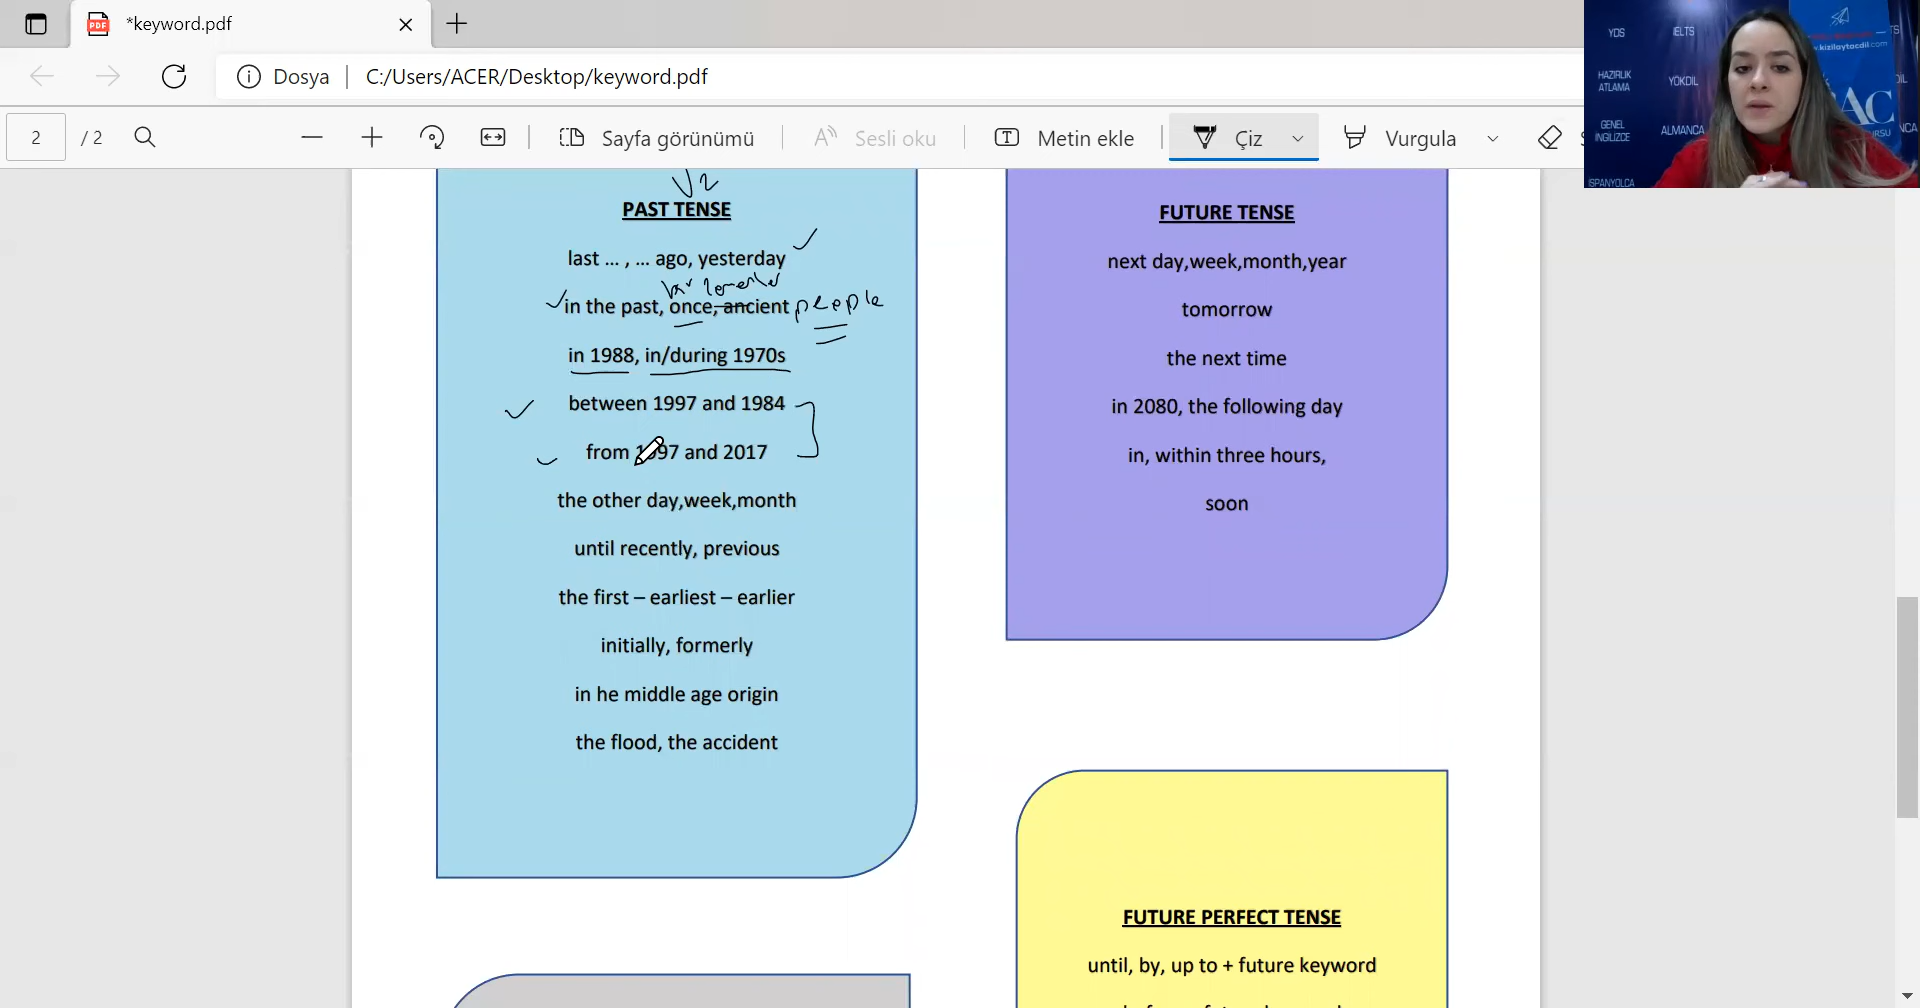 *keyword.pdf
Dosya
C:/Users/ACER/Desktop/keyword.pdf
2 / 2
Sayfa görünümü
Sesli oku
Metin ekle
Çiz
Vurgula
YDS
IELTS
www.kizilaytacdil.com
HAZIRLIK ATLAMA
YÖKDİL
GENEL İNGİLİZCE
ALMANCA
İSPANYOLCA
V2
PAST TENSE
last ... , ... ago, yesterday
in the past, once, ancient people
in 1988, in/during 1970s
between 1997 and 1984
from 1997 and 2017
the other day,week,month
until recently, previous
the first – earliest – earlier
initially, formerly
in he middle age origin
the flood, the accident
FUTURE TENSE
next day,week,month,year
tomorrow
the next time
in 2080, the following day
in, within three hours,
soon
FUTURE PERFECT TENSE
until, by, up to + future keyword